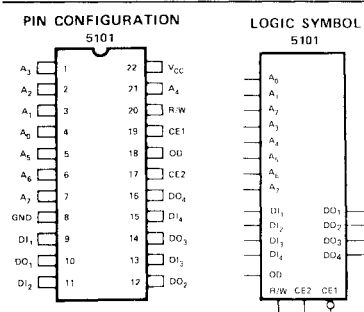 PIN CONFIGURATION
5101
A3 1 22 VCC
A2 2 21 A4
A1 3 20 R/W
A0 4 19 CE1
A5 5 18 OD
A6 6 17 CE2
A7 7 16 DO4
GND 8 15 DI4
DI1 9 14 DO3
DO1 10 13 DI3
DI2 11 12 DO2
LOGIC SYMBOL
5101
A0
A1
A2
A3
A4
A5
A6
A7
DI1 DO1
DI2 DO2
DI3 DO3
DI4 DO4
OD
R/W CE2 CE1